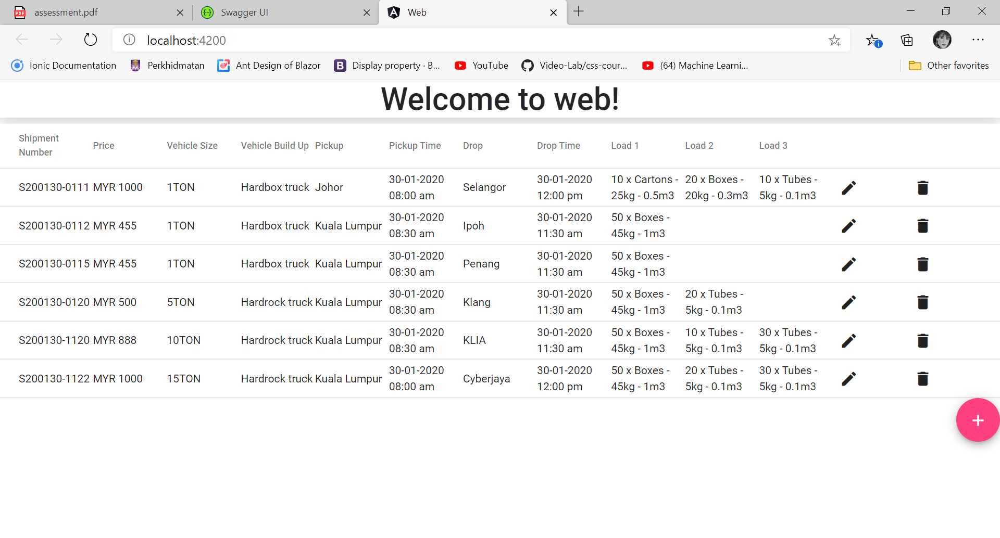 assessment.pdf
Swagger UI
Web
localhost:4200
Ionic Documentation
Perkhidmatan
Ant Design of Blazor
Display property · B...
YouTube
Video-Lab/css-cour...
(64) Machine Learni...
Other favorites
Welcome to web!
Shipment
Number
Price
Vehicle Size
Vehicle Build Up
Pickup
Pickup Time
Drop
Drop Time
Load 1
Load 2
Load 3
S200130-0111
MYR 1000
1TON
Hardbox truck
Johor
30-01-2020
08:00 am
Selangor
30-01-2020
12:00 pm
10 x Cartons -
25kg - 0.5m3
20 x Boxes -
20kg - 0.3m3
10 x Tubes -
5kg - 0.1m3
S200130-0112
MYR 455
1TON
Hardbox truck
Kuala Lumpur
30-01-2020
08:30 am
Ipoh
30-01-2020
11:30 am
50 x Boxes -
45kg - 1m3
S200130-0115
MYR 455
1TON
Hardbox truck
Kuala Lumpur
30-01-2020
08:30 am
Penang
30-01-2020
11:30 am
50 x Boxes -
45kg - 1m3
S200130-0120
MYR 500
5TON
Hardrock truck
Kuala Lumpur
30-01-2020
08:30 am
Klang
30-01-2020
11:30 am
50 x Boxes -
45kg - 1m3
20 x Tubes -
5kg - 0.1m3
S200130-1120
MYR 888
10TON
Hardrock truck
Kuala Lumpur
30-01-2020
08:30 am
KLIA
30-01-2020
11:30 am
50 x Boxes -
45kg - 1m3
10 x Tubes -
5kg - 0.1m3
30 x Tubes -
5kg - 0.1m3
S200130-1122
MYR 1000
15TON
Hardrock truck
Kuala Lumpur
30-01-2020
08:00 am
Cyberjaya
30-01-2020
12:00 pm
50 x Boxes -
45kg - 1m3
20 x Tubes -
5kg - 0.1m3
30 x Tubes -
5kg - 0.1m3